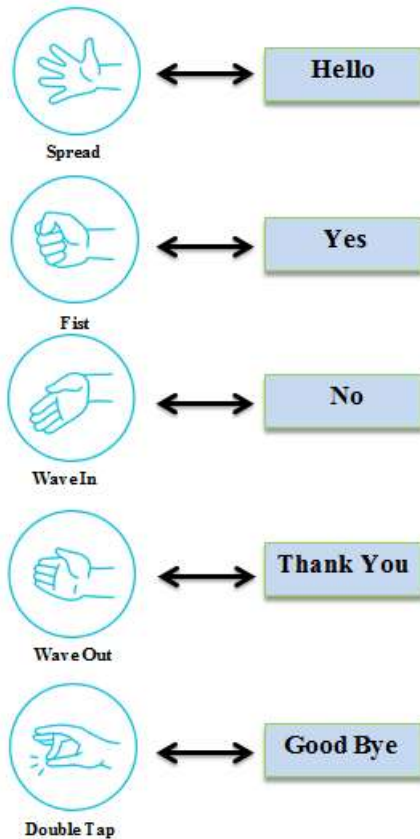 Hello
Spread
Yes
Fist
No
Wave In
Thank You
Wave Out
Good Bye
Double Tap